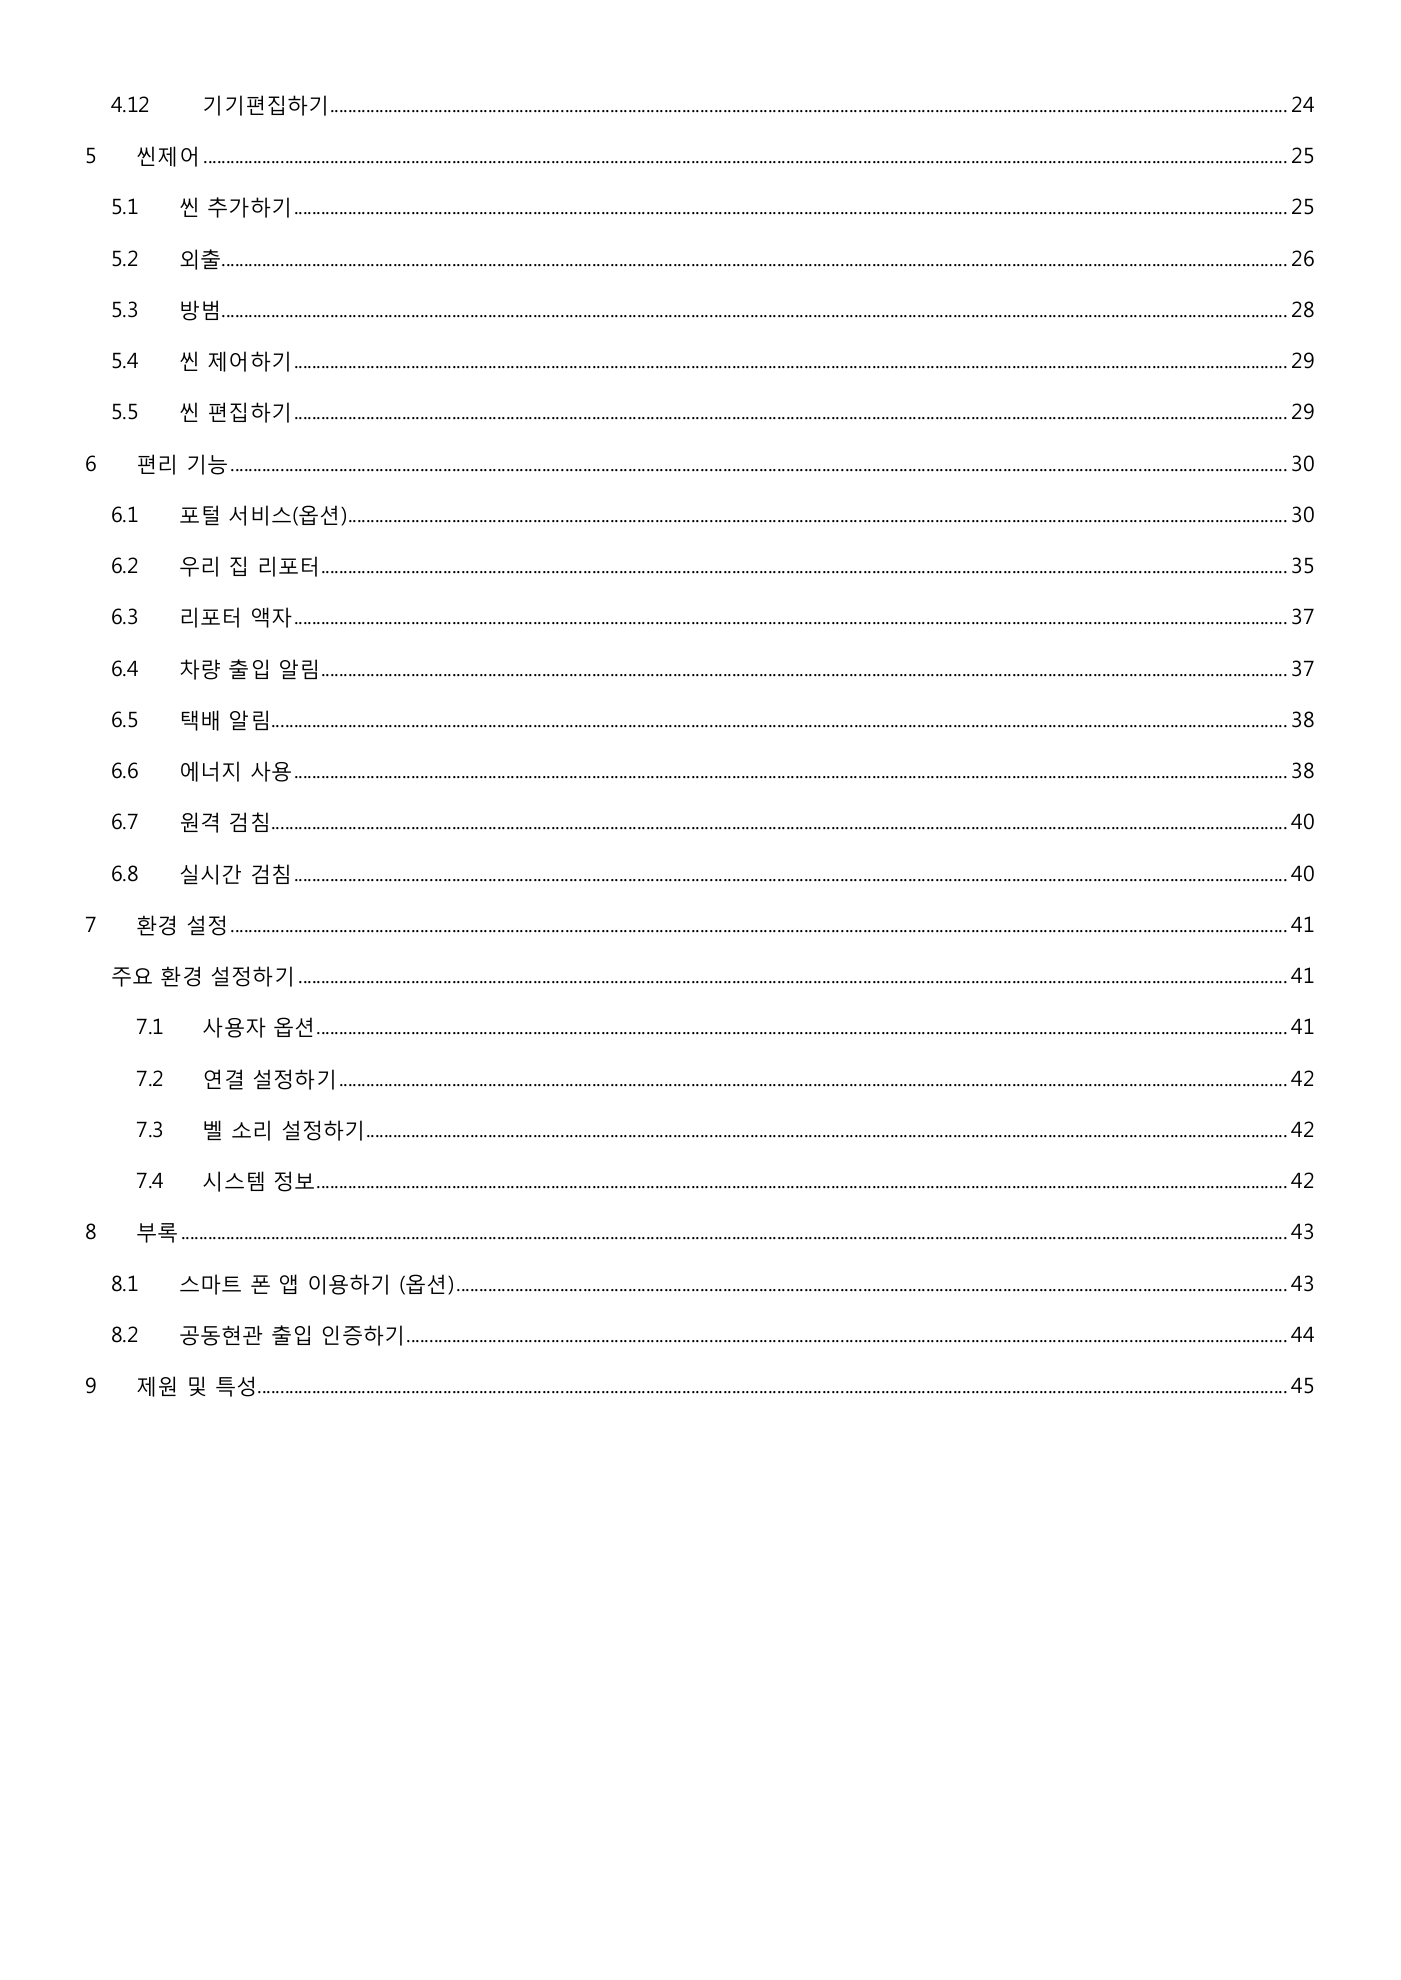 4.12 기기편집하기 24
5 씬제어 25
5.1 씬 추가하기 25
5.2 외출 26
5.3 방범 28
5.4 씬 제어하기 29
5.5 씬 편집하기 29
6 편리 기능 30
6.1 포털 서비스(옵션) 30
6.2 우리 집 리포터 35
6.3 리포터 액자 37
6.4 차량 출입 알림 37
6.5 택배 알림 38
6.6 에너지 사용 38
6.7 원격 검침 40
6.8 실시간 검침 40
7 환경 설정 41
주요 환경 설정하기 41
7.1 사용자 옵션 41
7.2 연결 설정하기 42
7.3 벨 소리 설정하기 42
7.4 시스템 정보 42
8 부록 43
8.1 스마트 폰 앱 이용하기 (옵션) 43
8.2 공동현관 출입 인증하기 44
9 제원 및 특성 45